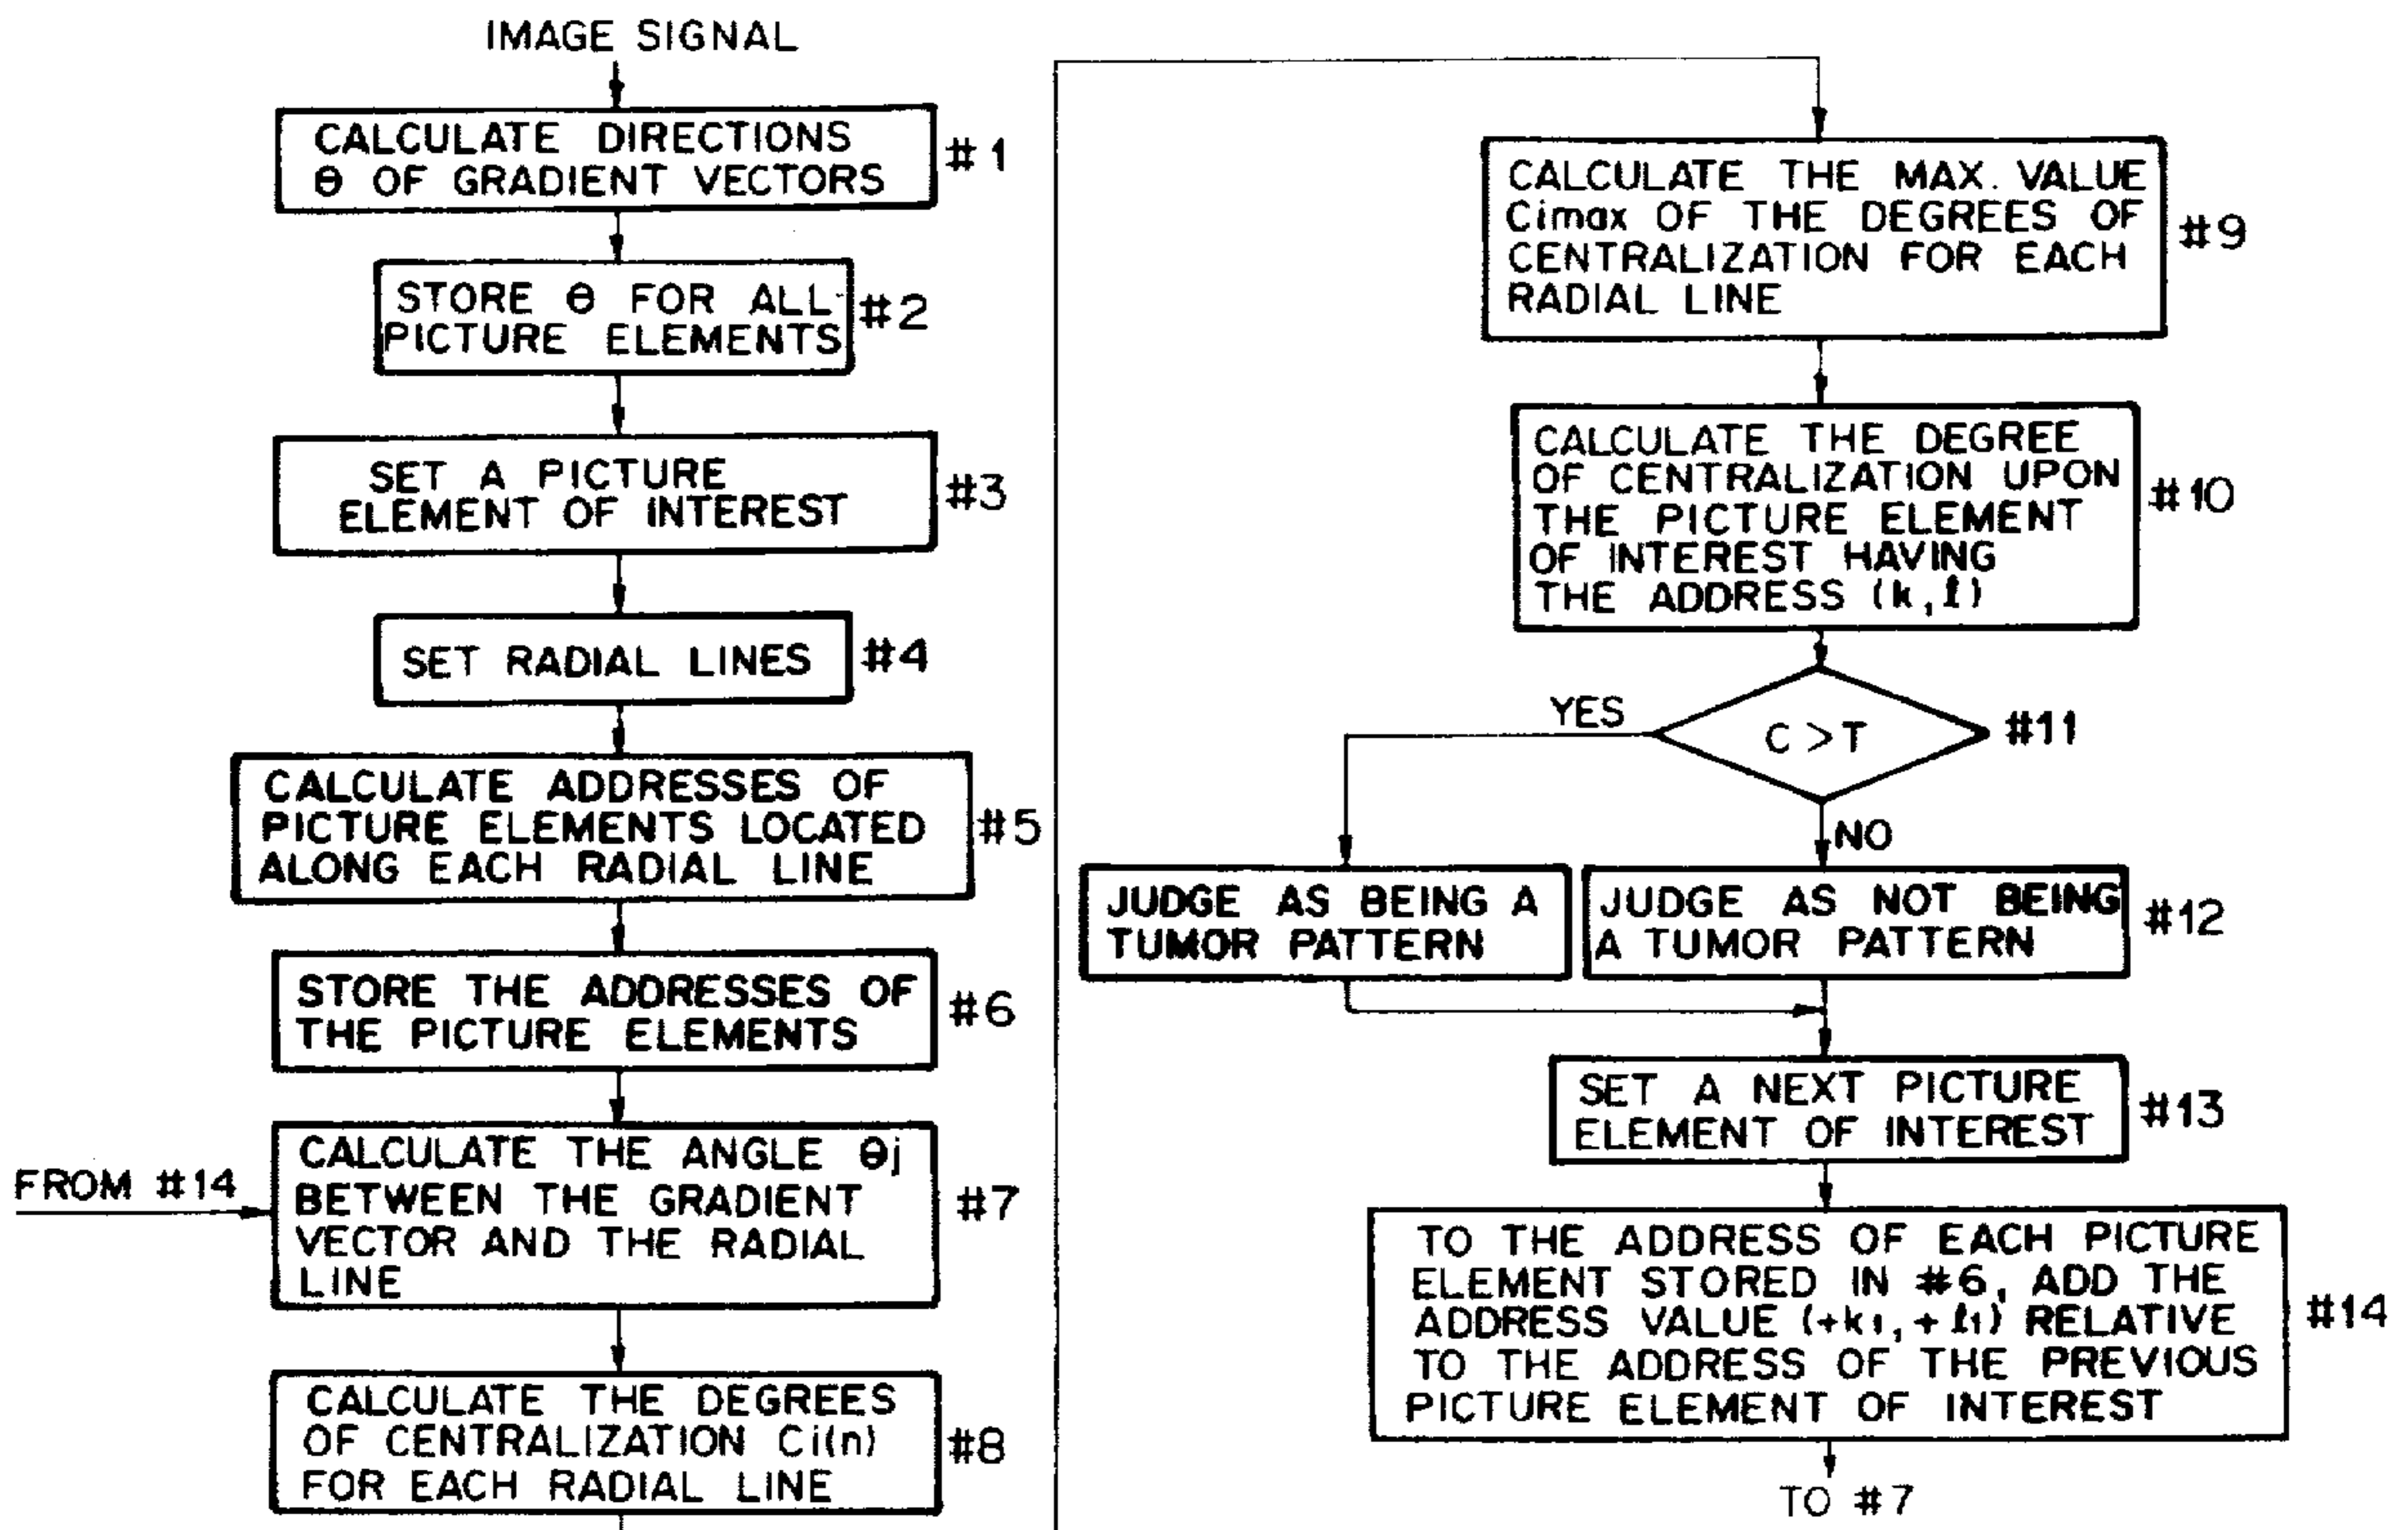 IMAGE SIGNAL
CALCULATE DIRECTIONS
θ OF GRADIENT VECTORS
#1
STORE θ FOR ALL
PICTURE ELEMENTS
#2
SET A PICTURE
ELEMENT OF INTEREST
#3
SET RADIAL LINES
#4
CALCULATE ADDRESSES OF
PICTURE ELEMENTS LOCATED
ALONG EACH RADIAL LINE
#5
STORE THE ADDRESSES OF
THE PICTURE ELEMENTS
#6
FROM #14
CALCULATE THE ANGLE θj
BETWEEN THE GRADIENT
VECTOR AND THE RADIAL
LINE
#7
CALCULATE THE DEGREES
OF CENTRALIZATION Ci(n)
FOR EACH RADIAL LINE
#8
CALCULATE THE MAX. VALUE
Cimax OF THE DEGREES OF
CENTRALIZATION FOR EACH
RADIAL LINE
#9
CALCULATE THE DEGREE
OF CENTRALIZATION UPON
THE PICTURE ELEMENT
OF INTEREST HAVING
THE ADDRESS (k,ℓ)
#10
YES
C >T
#11
NO
JUDGE AS BEING A
TUMOR PATTERN
JUDGE AS NOT BEING
A TUMOR PATTERN
#12
SET A NEXT PICTURE
ELEMENT OF INTEREST
#13
TO THE ADDRESS OF EACH PICTURE
ELEMENT STORED IN #6, ADD THE
ADDRESS VALUE (+k1,+ℓ1) RELATIVE
TO THE ADDRESS OF THE PREVIOUS
PICTURE ELEMENT OF INTEREST
#14
TO #7